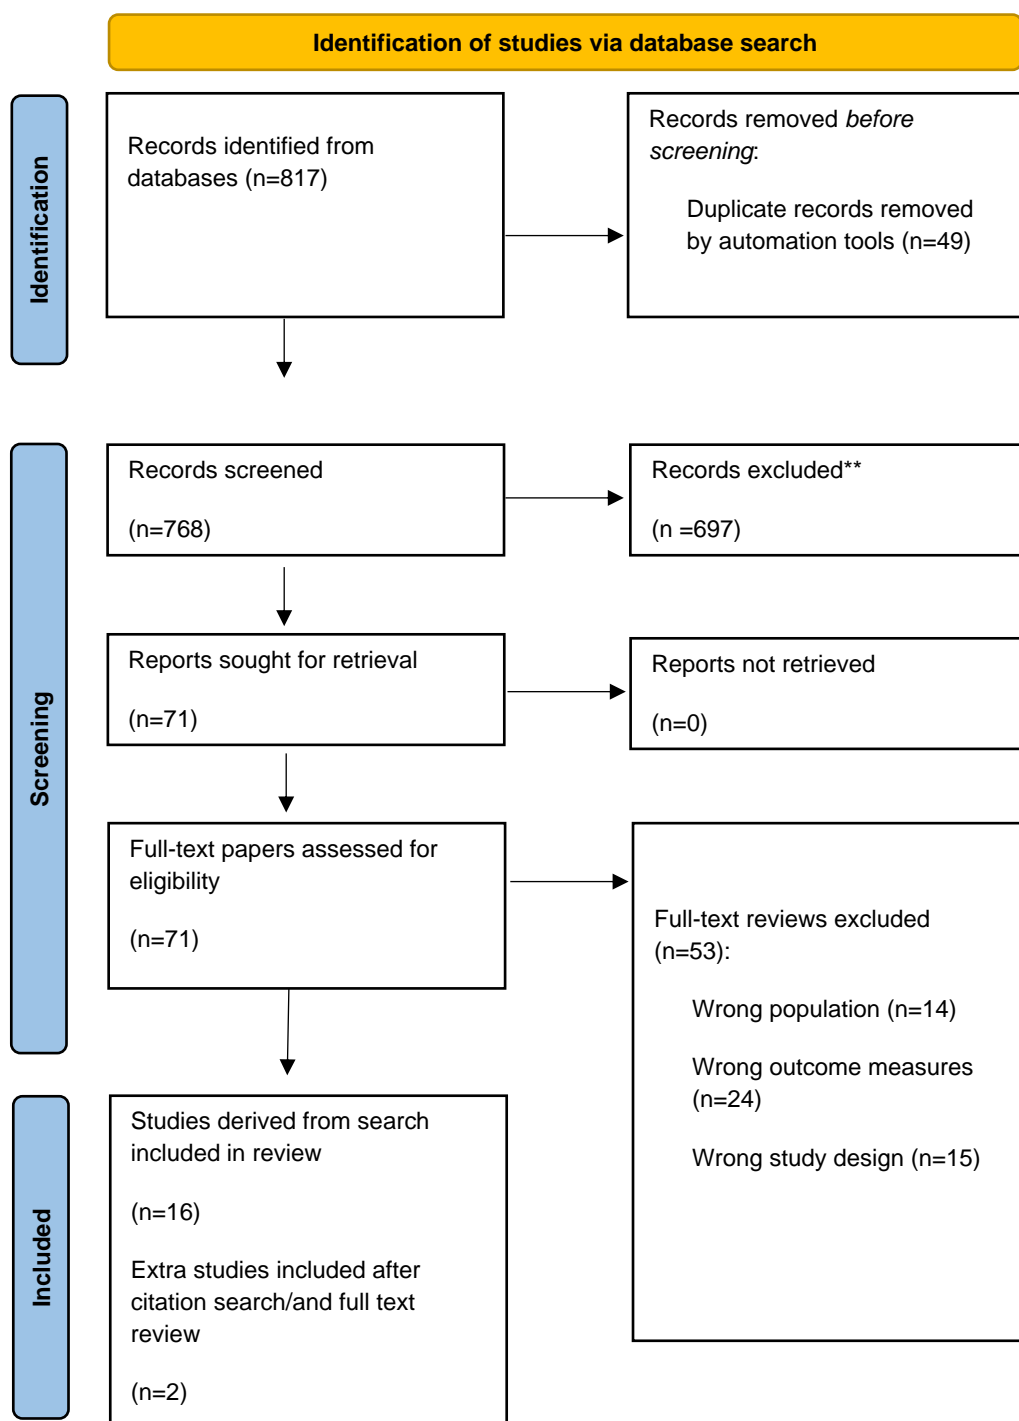 Identification of studies via database search
Identification
Records identified from
databases (n=817)
Records removed before
screening:
Duplicate records removed
by automation tools (n=49)
Screening
Records screened
(n=768)
Records excluded**
(n =697)
Reports sought for retrieval
(n=71)
Reports not retrieved
(n=0)
Full-text papers assessed for
eligibility
(n=71)
Full-text reviews excluded
(n=53):
Wrong population (n=14)
Wrong outcome measures
(n=24)
Wrong study design (n=15)
Included
Studies derived from search
included in review
(n=16)
Extra studies included after
citation search/and full text
review
(n=2)